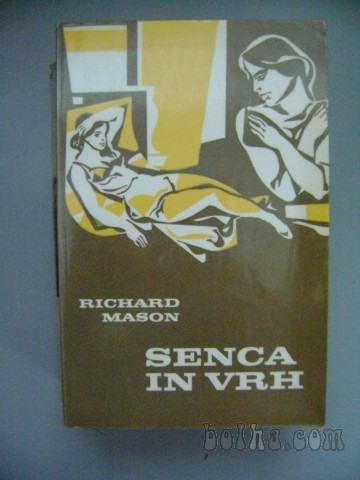 RICHARD
MASON
SENCA
IN VRH
bolha.com